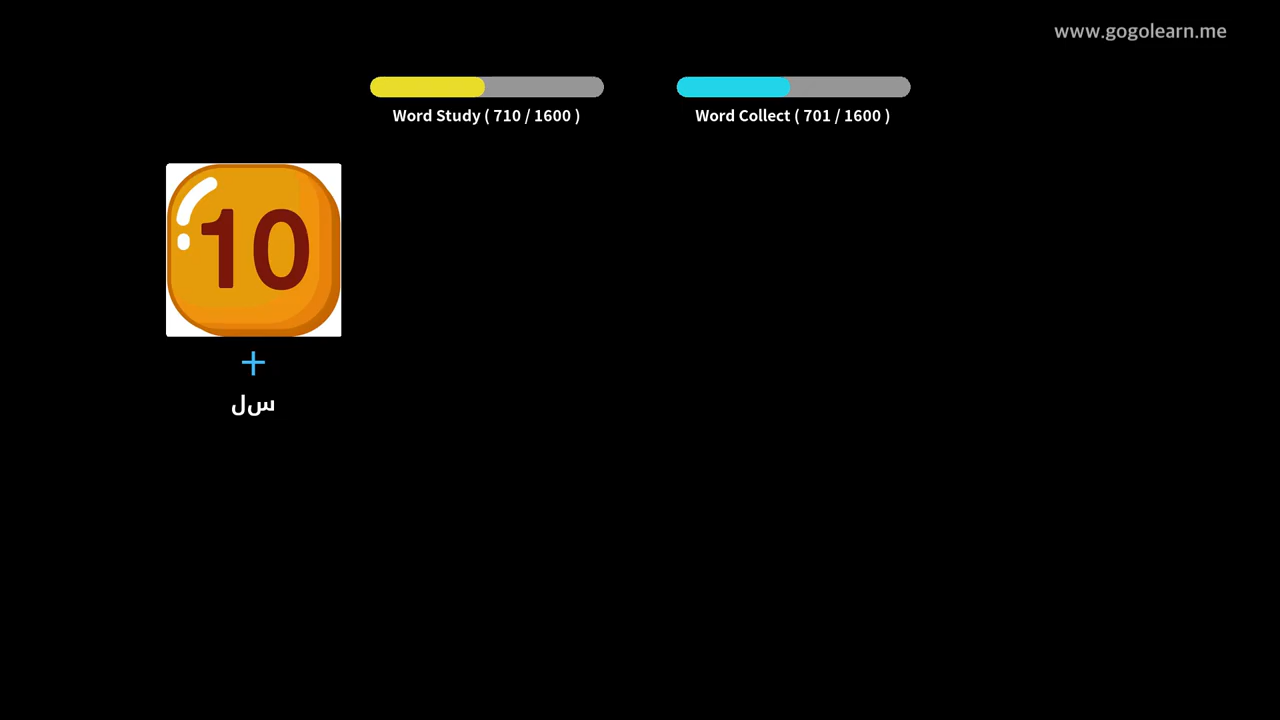 www.gogolearn.me
Word Study ( 710 / 1600 )
Word Collect ( 701 / 1600 )
10
+
سل